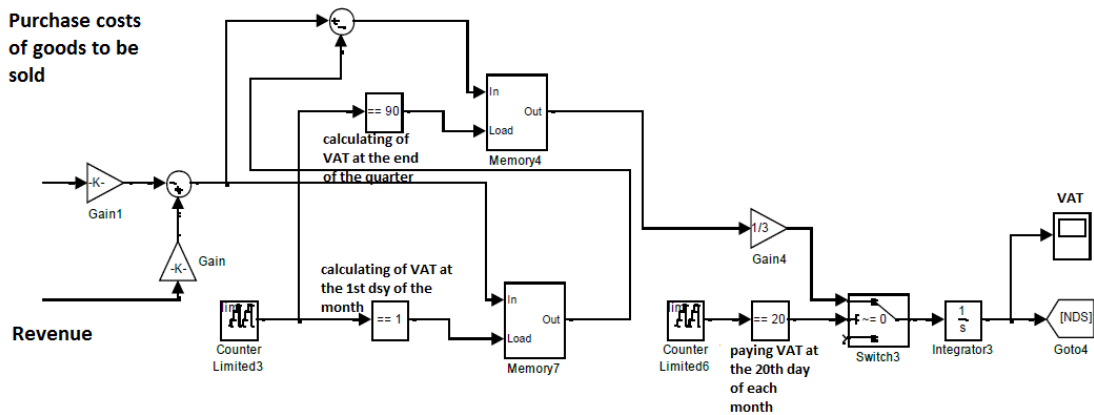 Purchase costs
of goods to be
sold
In
Out
Load
Memory4
== 90
calculating of
VAT at the end
of the quarter
-K-
Gain1
-K-
Gain
Revenue
calculating of VAT at
the 1st dsy of the
month
lim
Counter
Limited3
== 1
In
Out
Load
Memory7
1/3
Gain4
lim
Counter
Limited6
== 20
paying VAT at
the 20th day
of each
month
~= 0
Switch3
1
s
Integrator3
VAT
[NDS]
Goto4